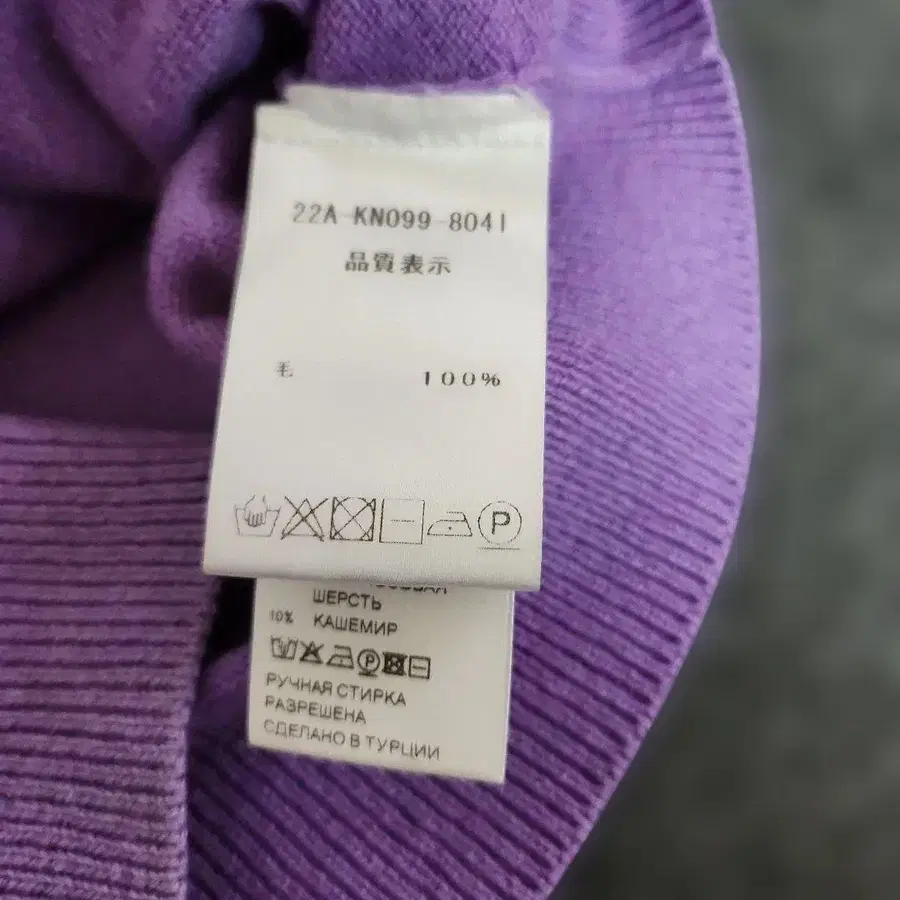 22A-KN099-8041
品質表示
毛 100%
P
ШЕРСТЬ
10% КАШЕМИР
P
РУЧНАЯ СТИРКА
РАЗРЕШЕНА
СДЕЛАНО В ТУРЦИИ